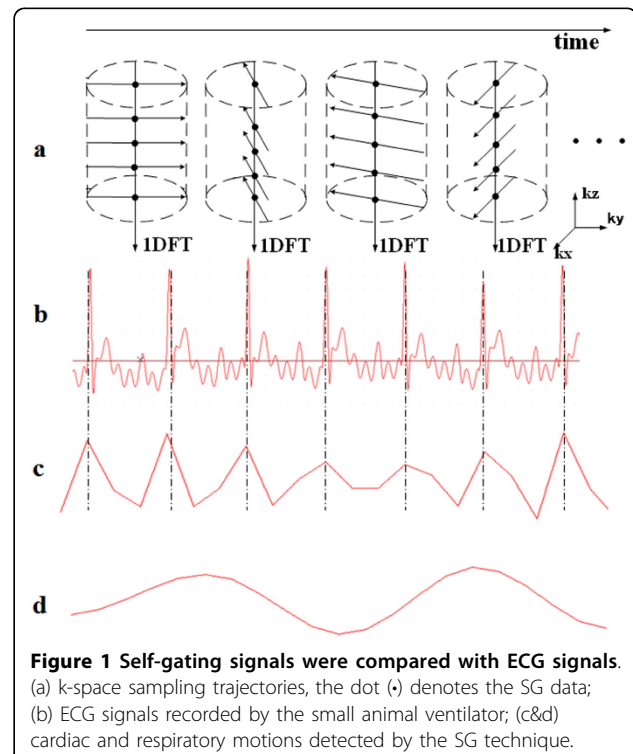 time
a
• • •
kz
ky
kx
1DFT 1DFT 1DFT 1DFT
b
c
d
Figure 1 Self-gating signals were compared with ECG signals.
(a) k-space sampling trajectories, the dot (•) denotes the SG data;
(b) ECG signals recorded by the small animal ventilator; (c&d)
cardiac and respiratory motions detected by the SG technique.